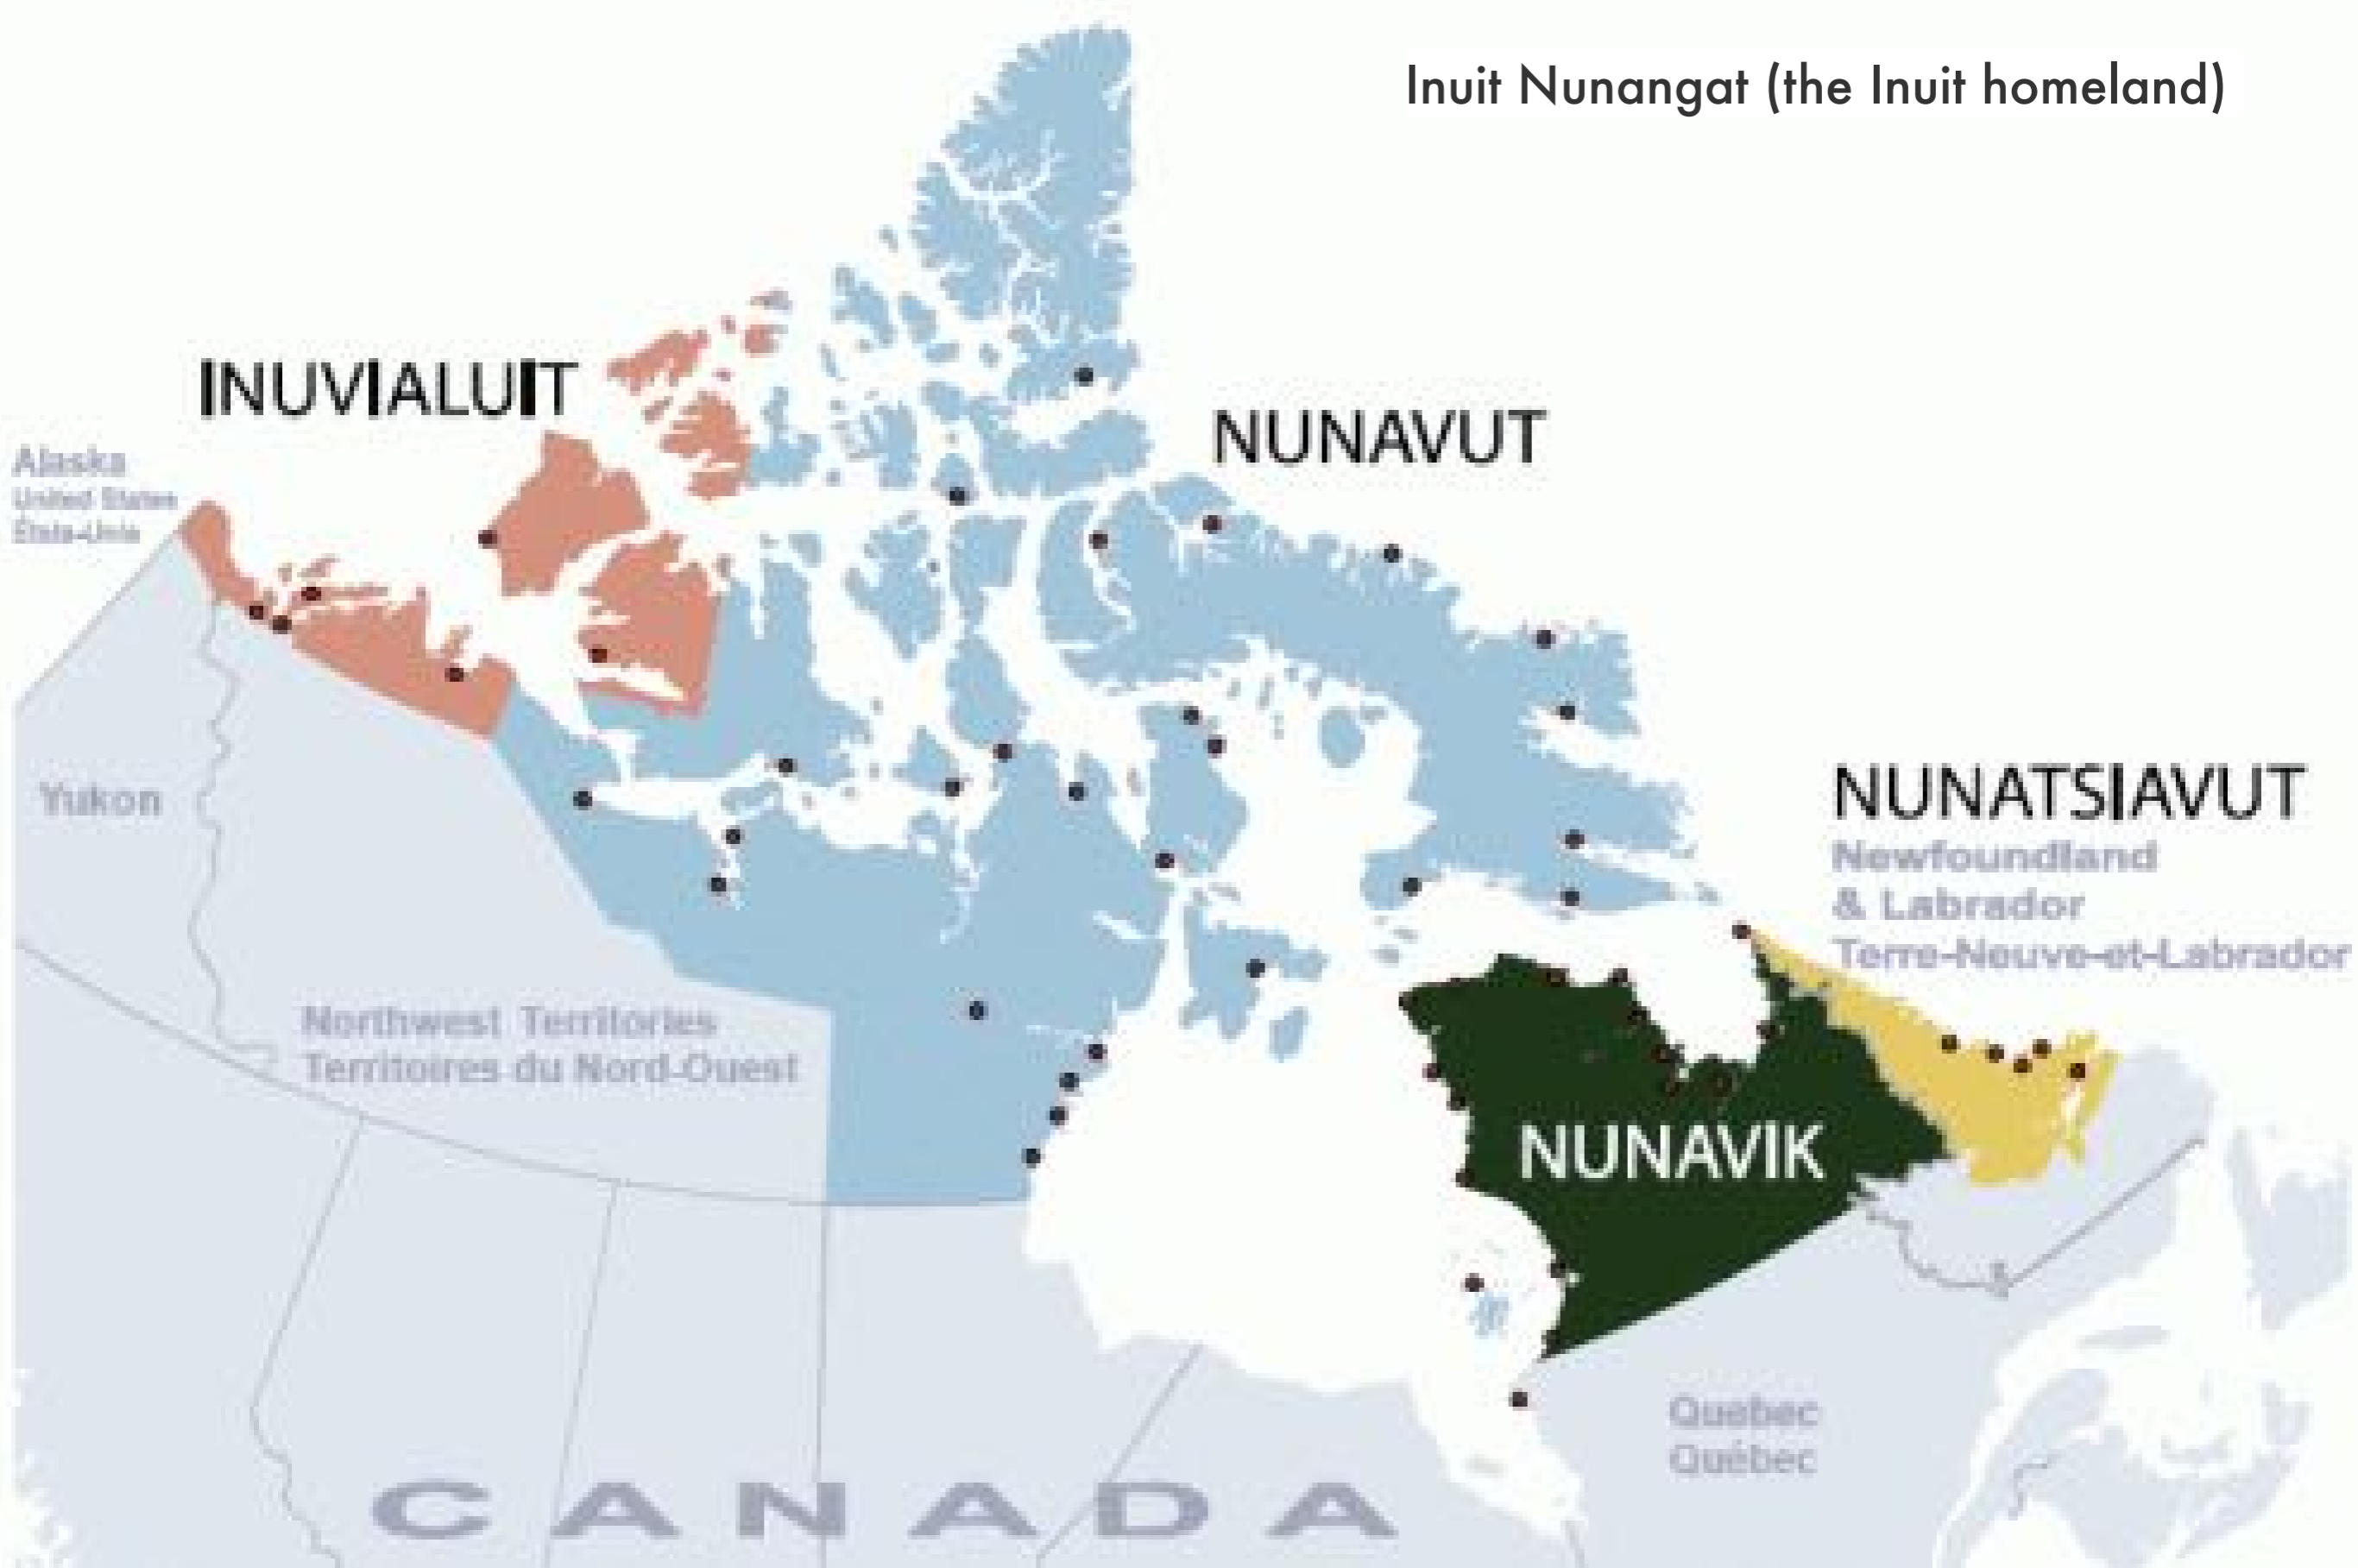 Inuit Nunangat (the Inuit homeland)
INUVIALUIT
NUNAVUT
Alaska
United States
États-Unis
Yukon
NUNATSIAVUT
Newfoundland
& Labrador
Terre-Neuve-et-Labrador
Northwest Territories
Territoires du Nord-Ouest
NUNAVIK
Quebec
Québec
CANADA